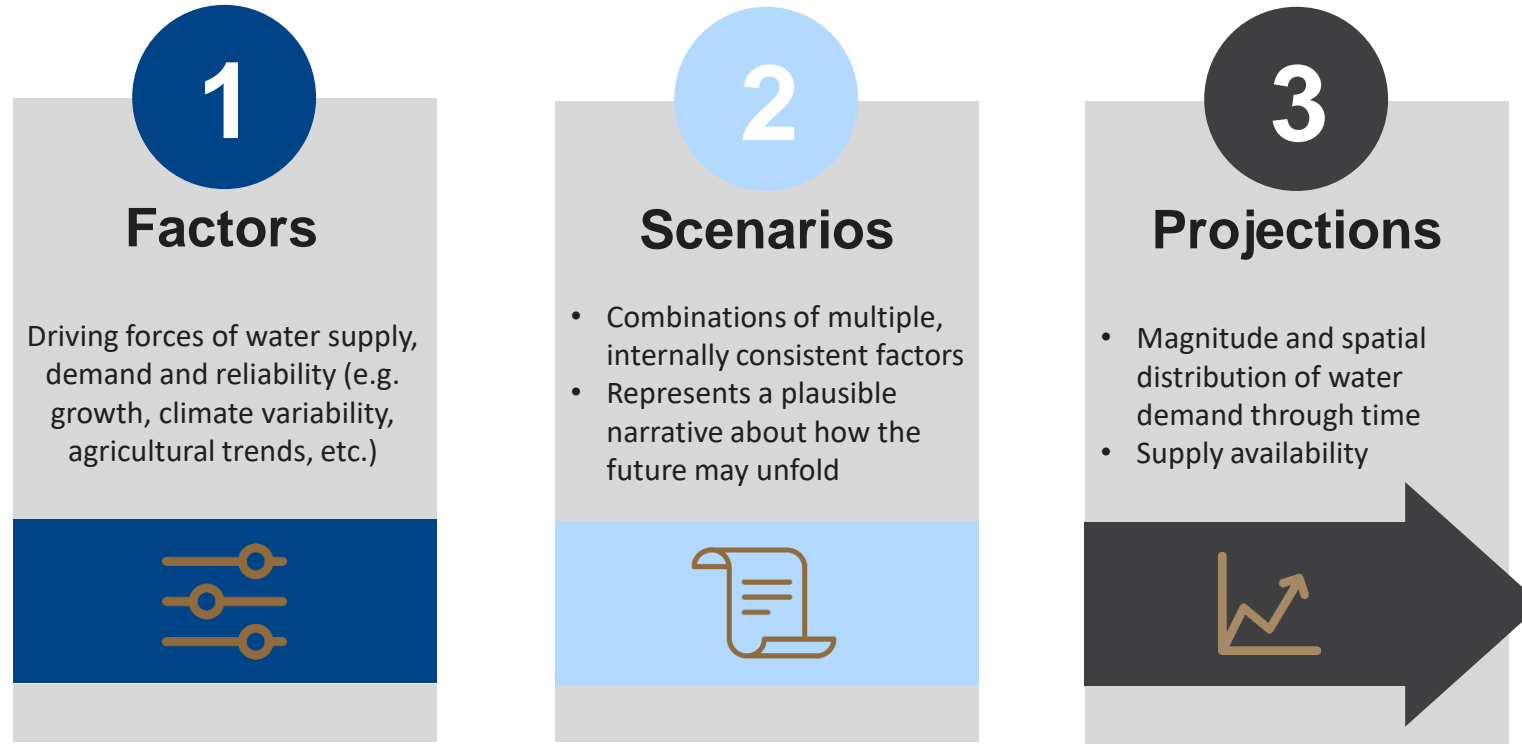 1
Factors
Driving forces of water supply,
demand and reliability (e.g.
growth, climate variability,
agricultural trends, etc.)
2
Scenarios
• Combinations of multiple,
internally consistent factors
• Represents a plausible
narrative about how the
future may unfold
3
Projections
• Magnitude and spatial
distribution of water
demand through time
• Supply availability